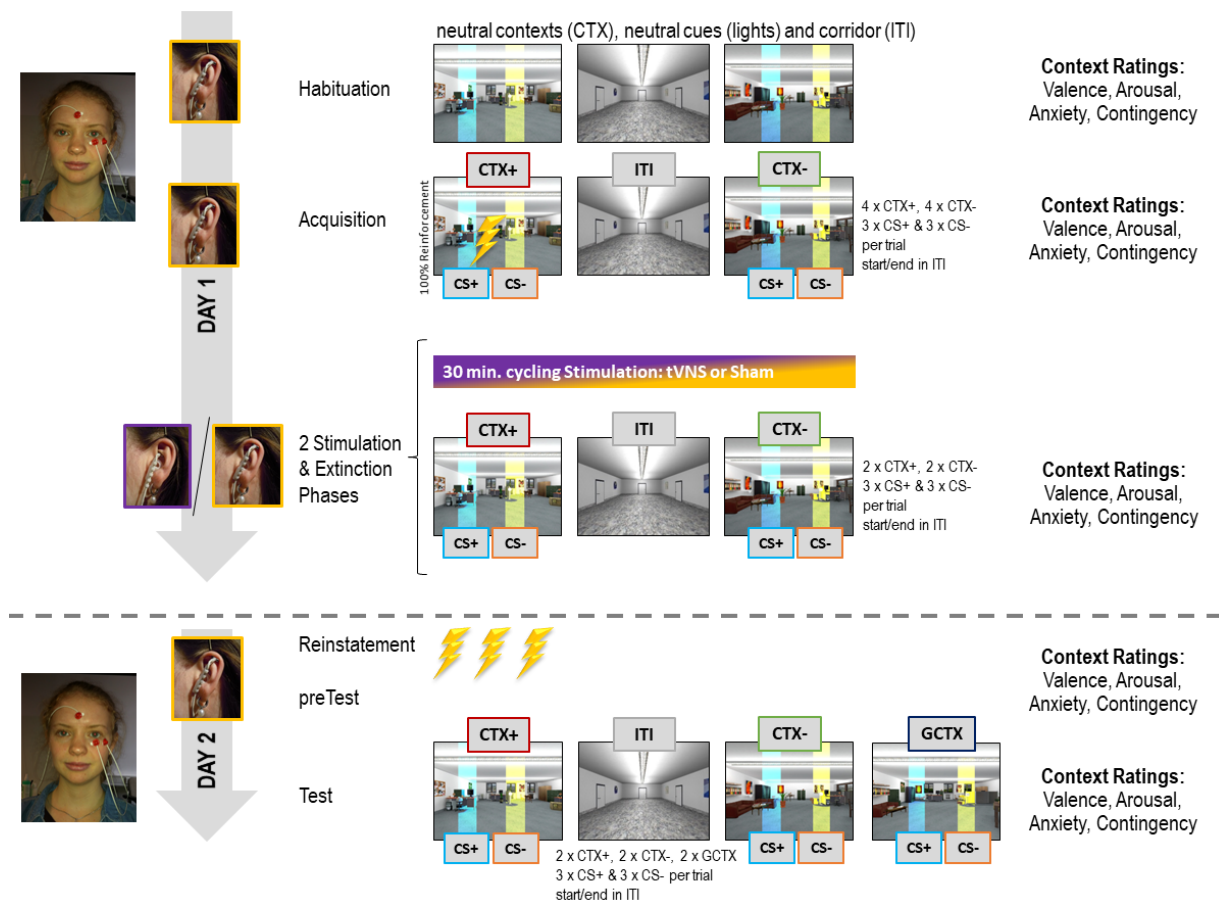 neutral contexts (CTX), neutral cues (lights) and corridor (ITI)
Habituation
Context Ratings:
Valence, Arousal,
Anxiety, Contingency
CTX+
ITI
CTX-
Acquisition
100% Reinforcement
4 x CTX+, 4 x CTX-
3 x CS+ & 3 x CS-
per trial
start/end in ITI
Context Ratings:
Valence, Arousal,
Anxiety, Contingency
CS+
CS-
CS+
CS-
DAY 1
30 min. cycling Stimulation: tVNS or Sham
CTX+
ITI
CTX-
2 Stimulation
& Extinction
Phases
2 x CTX+, 2 x CTX-
3 x CS+ & 3 x CS-
per trial
start/end in ITI
Context Ratings:
Valence, Arousal,
Anxiety, Contingency
CS+
CS-
CS+
CS-
Reinstatement
preTest
Context Ratings:
Valence, Arousal,
Anxiety, Contingency
DAY 2
CTX+
ITI
CTX-
GCTX
Test
Context Ratings:
Valence, Arousal,
Anxiety, Contingency
CS+
CS-
CS+
CS-
CS+
CS-
2 x CTX+, 2 x CTX-, 2 x GCTX
3 x CS+ & 3 x CS- per trial
start/end in ITI